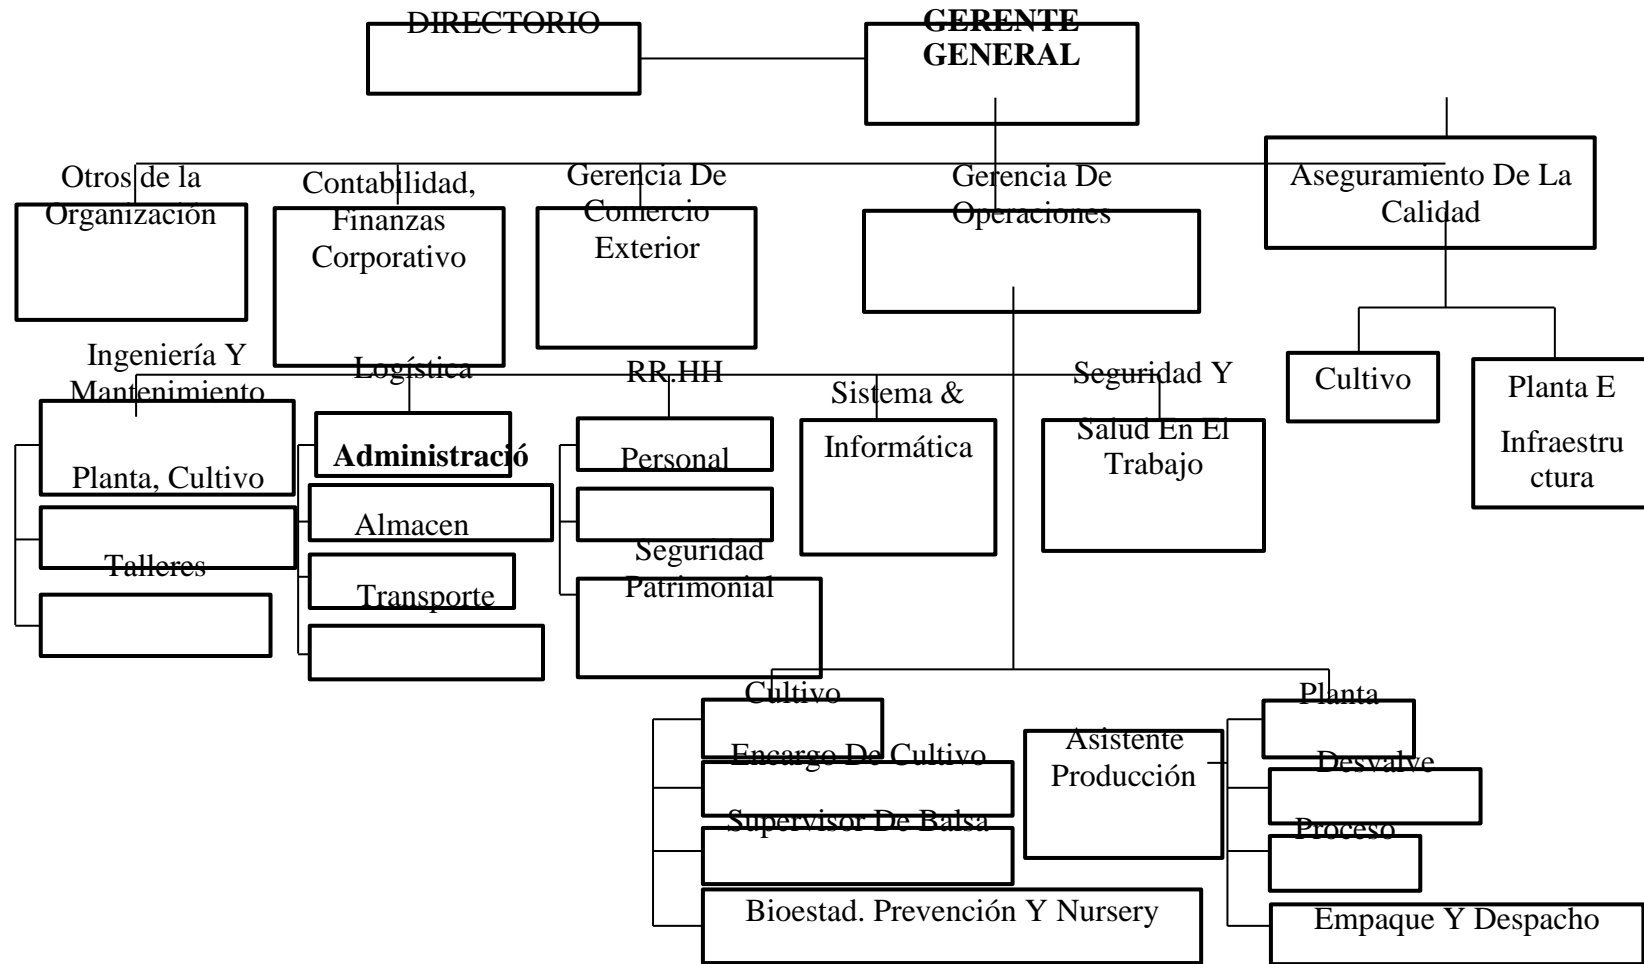 DIRECTORIO
GERENTE
GENERAL
Otros de la
Organización
Contabilidad,
Finanzas
Corporativo
Gerencia De
Comercio
Exterior
Gerencia De
Operaciones
Aseguramiento De La
Calidad
Ingeniería Y
Mantenimiento
Logística
RR.HH
Sistema &
Informática
Seguridad Y
Salud En El
Trabajo
Cultivo
Planta E
Infraestru
ctura
Planta, Cultivo
Talleres
Administració
Almacen
Transporte
Personal
Seguridad
Patrimonial
Cultivo
Encargo De Cultivo
Supervisor De Balsa
Bioestad. Prevención Y Nursery
Asistente
Producción
Planta
Desvalve
Proceso
Empaque Y Despacho